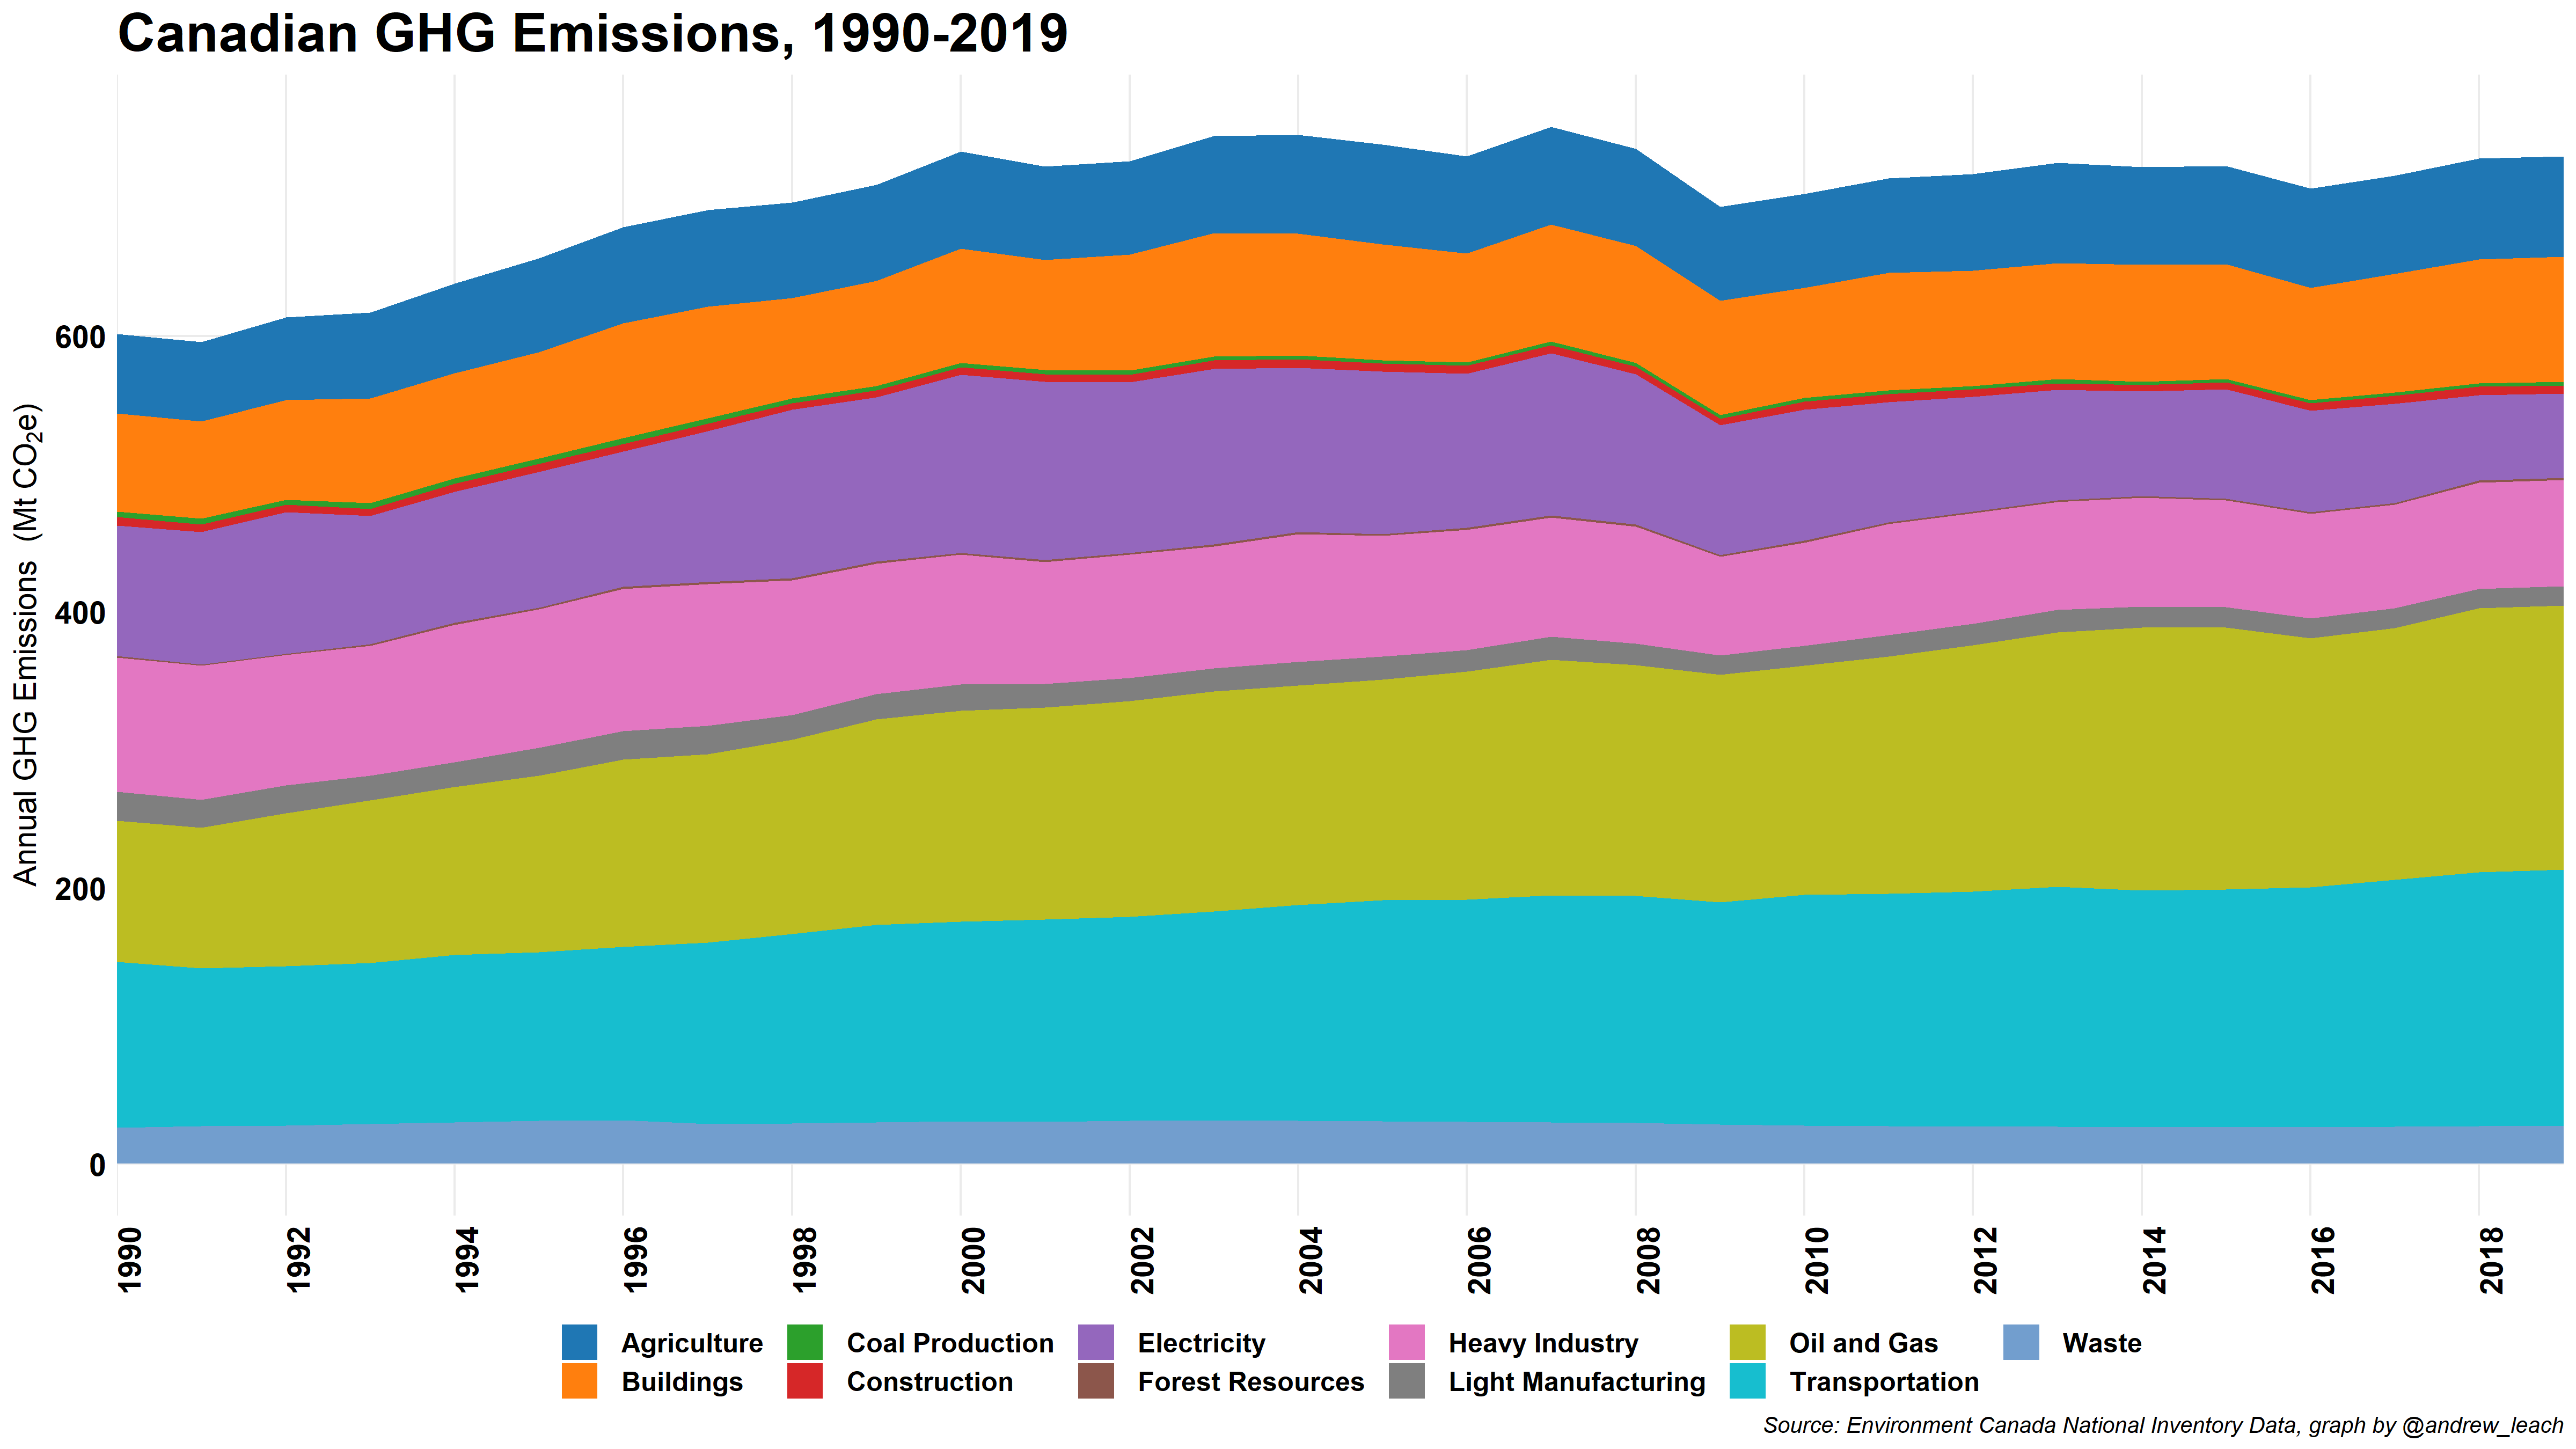 Canadian GHG Emissions, 1990-2019
Annual GHG Emissions (Mt CO₂e)
600
400
200
0
1990 1992 1994 1996 1998 2000 2002 2004 2006 2008 2010 2012 2014 2016 2018
Agriculture Coal Production Electricity Heavy Industry Oil and Gas Waste
Buildings Construction Forest Resources Light Manufacturing Transportation
Source: Environment Canada National Inventory Data, graph by @andrew_leach